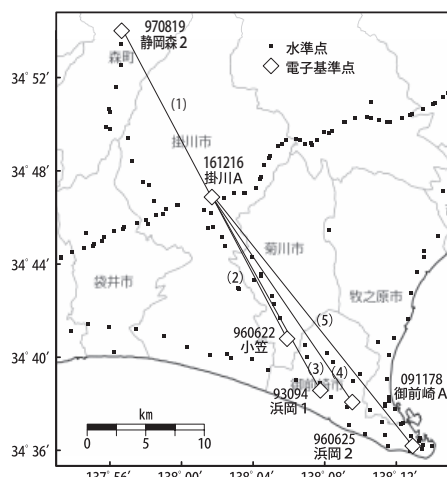 970819
静岡森2
水準点
電子基準点
森町
34° 52'
(1)
掛川市
161216
掛川A
34° 48'
菊川市
34° 44'
(2)
袋井市
牧之原市
(5)
960622
小笠
34° 40'
(3)
(4)
御前崎市
93094
浜岡1
091178
御前崎A
km
0 5 10
960625
浜岡2
34° 36'
137° 56' 138° 00' 138° 04' 138° 08' 138° 12'